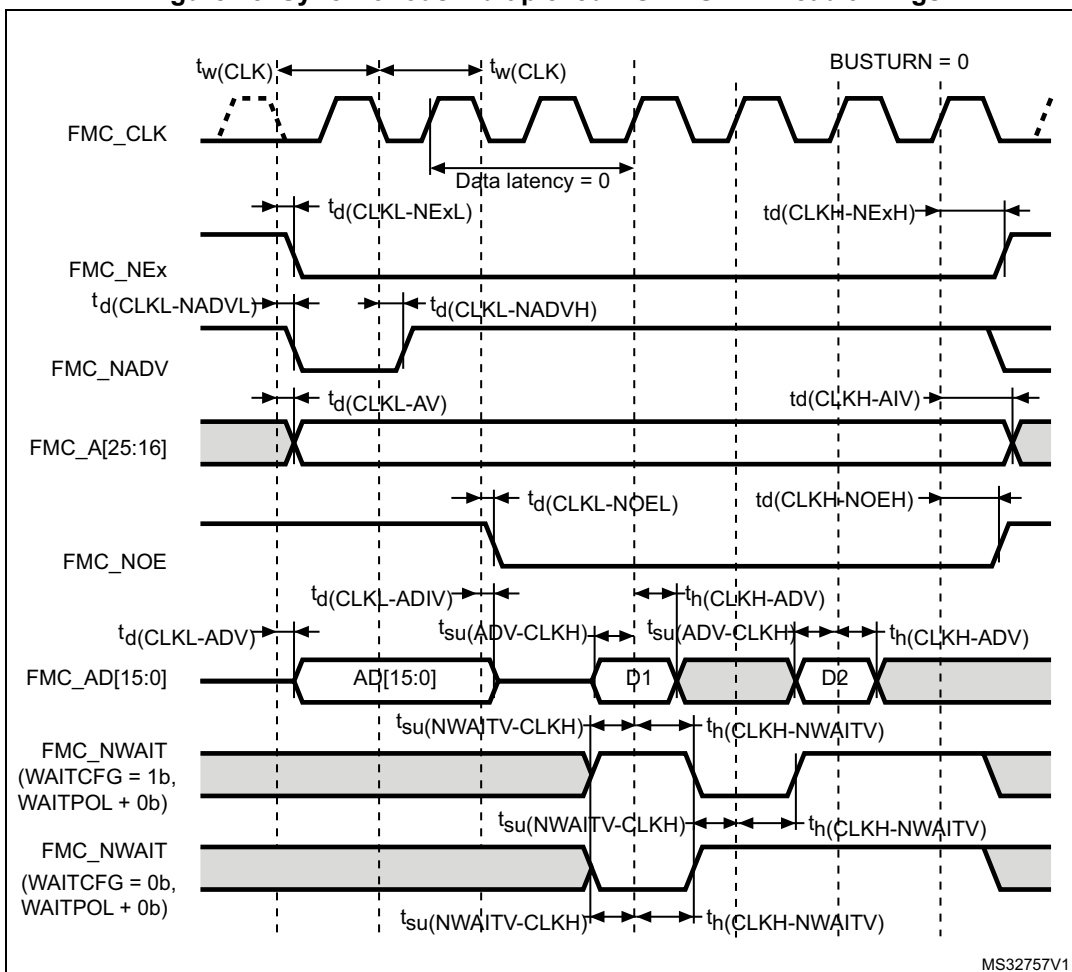 tw(CLK) tw(CLK) BUSTURN = 0
FMC_CLK
Data latency = 0
td(CLKL-NExL) td(CLKH-NExH)
FMC_NEx
td(CLKL-NADVL) td(CLKL-NADVH)
FMC_NADV
td(CLKL-AV) td(CLKH-AIV)
FMC_A[25:16]
td(CLKL-NOEL) td(CLKH-NOEH)
FMC_NOE
td(CLKL-ADIV) th(CLKH-ADV)
td(CLKL-ADV) tsu(ADV-CLKH) tsu(ADV-CLKH) th(CLKH-ADV)
FMC_AD[15:0] AD[15:0] D1 D2
tsu(NWAITV-CLKH) th(CLKH-NWAITV)
FMC_NWAIT
(WAITCFG = 1b,
WAITPOL + 0b)
tsu(NWAITV-CLKH) th(CLKH-NWAITV)
FMC_NWAIT
(WAITCFG = 0b,
WAITPOL + 0b)
tsu(NWAITV-CLKH) th(CLKH-NWAITV)
MS32757V1